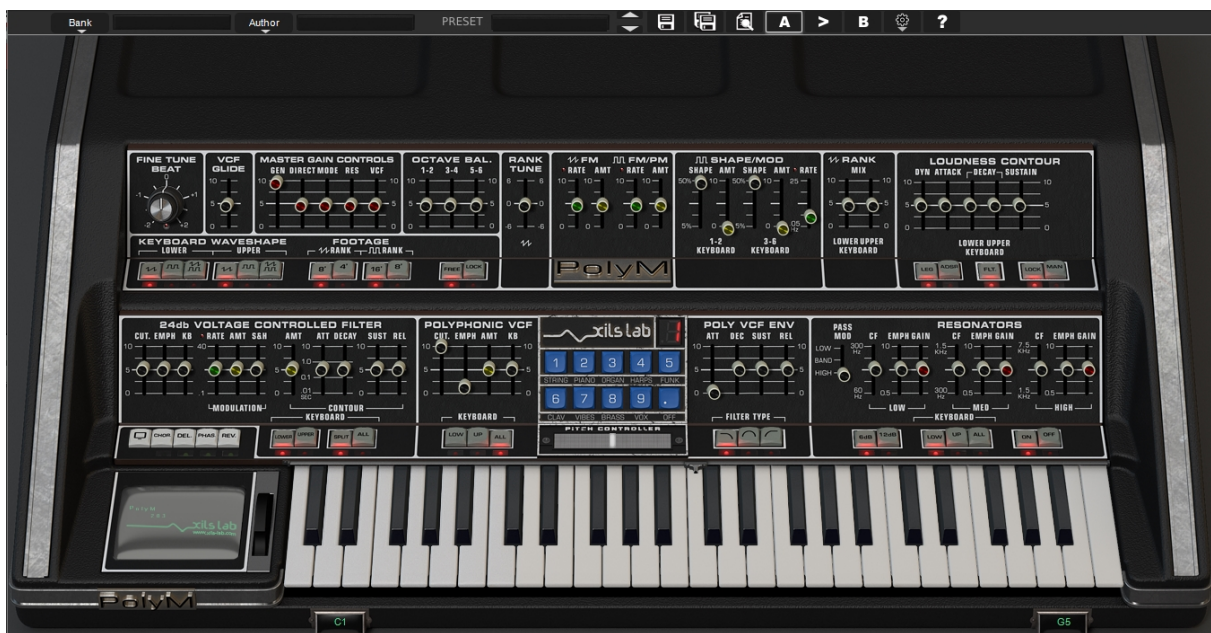 Bank Author PRESET A > B ?
FINE TUNE BEAT VCF GLIDE MASTER GAIN CONTROLS OCTAVE BAL. RANK TUNE FM FM/PM SHAPE/MOD RANK LOUDNESS CONTOUR
GEN DIRECT MODE RES VCF 1-2 3-4 5-6 RATE AMT RATE AMT SHAPE AMT SHAPE AMT RATE MIX DYN ATTACK DECAY SUSTAIN
KEYBOARD WAVESHAPE FOOTAGE
LOWER UPPER RANK RANK
1-2 KEYBOARD 3-6 KEYBOARD LOWER UPPER KEYBOARD LOWER UPPER KEYBOARD
8' 4' 16' 8' FREE LOCK PolyM LEG ADSR FLT. LOCK MAN
24db VOLTAGE CONTROLLED FILTER POLYPHONIC VCF xils lab 1 POLY VCF ENV PASS MOD RESONATORS
CUT. EMPH KB RATE AMT S&H AMT ATT DECAY SUST REL CUT. EMPH AMT KB ATT DEC SUST REL CF EMPH GAIN CF EMPH GAIN CF EMPH GAIN
LOW BAND HIGH
1 2 3 4 5
STRING PIANO ORGAN HARPS FUNK
6 7 8 9 .
CLAV VIBES BRASS VOX OFF
MODULATION CONTOUR KEYBOARD KEYBOARD FILTER TYPE LOW MED HIGH KEYBOARD
PITCH CONTROLLER
CHOR DEL. PHAS REV. LOWER UPPER SPLIT ALL LOW UP ALL 6dB 12dB LOW UP ALL ON OFF
PolyM
xils lab
PolyM
C1 G5